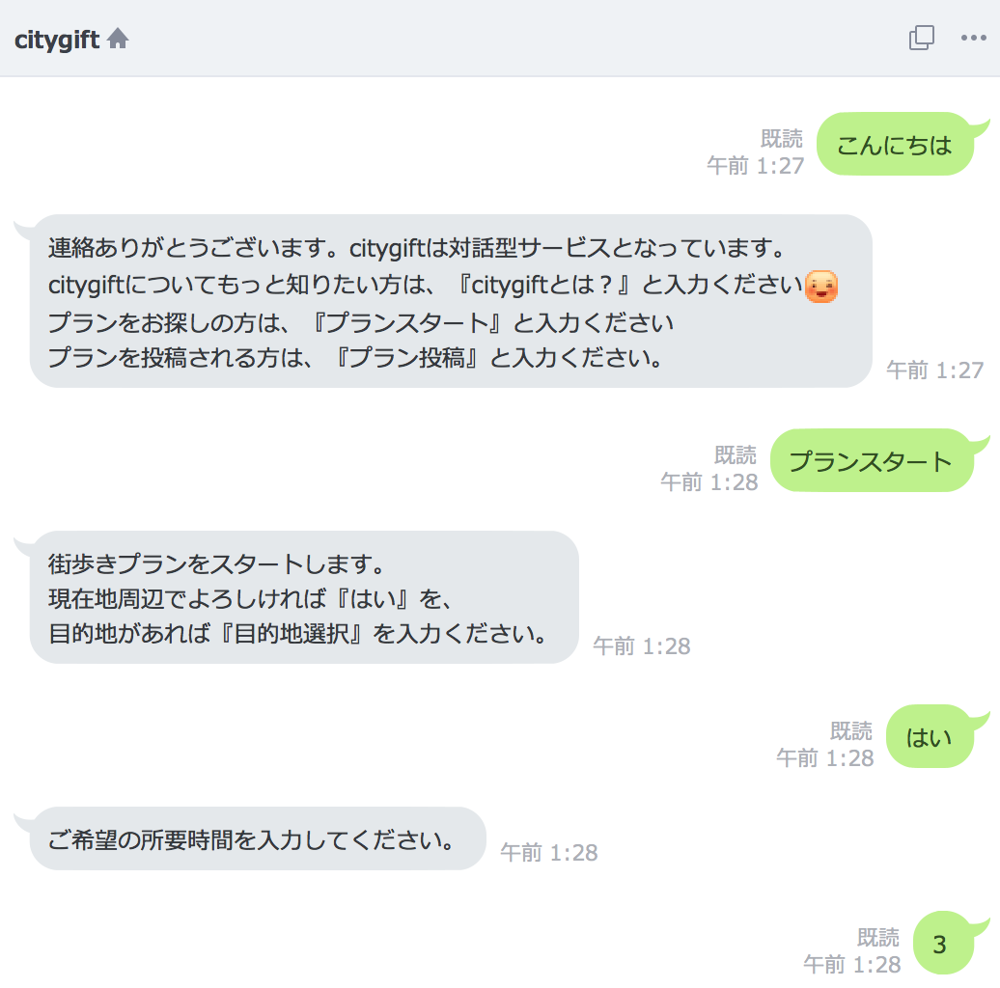 citygift
既読
午前 1:27
こんにちは
連絡ありがとうございます。citygiftは対話型サービスとなっています。
citygiftについてもっと知りたい方は、『citygiftとは？』と入力ください
プランをお探しの方は、『プランスタート』と入力ください
プランを投稿される方は、『プラン投稿』と入力ください。
午前 1:27
既読
午前 1:28
プランスタート
街歩きプランをスタートします。
現在地周辺でよろしければ『はい』を、
目的地があれば『目的地選択』を入力ください。
午前 1:28
既読
午前 1:28
はい
ご希望の所要時間を入力してください。
午前 1:28
既読
午前 1:28
3